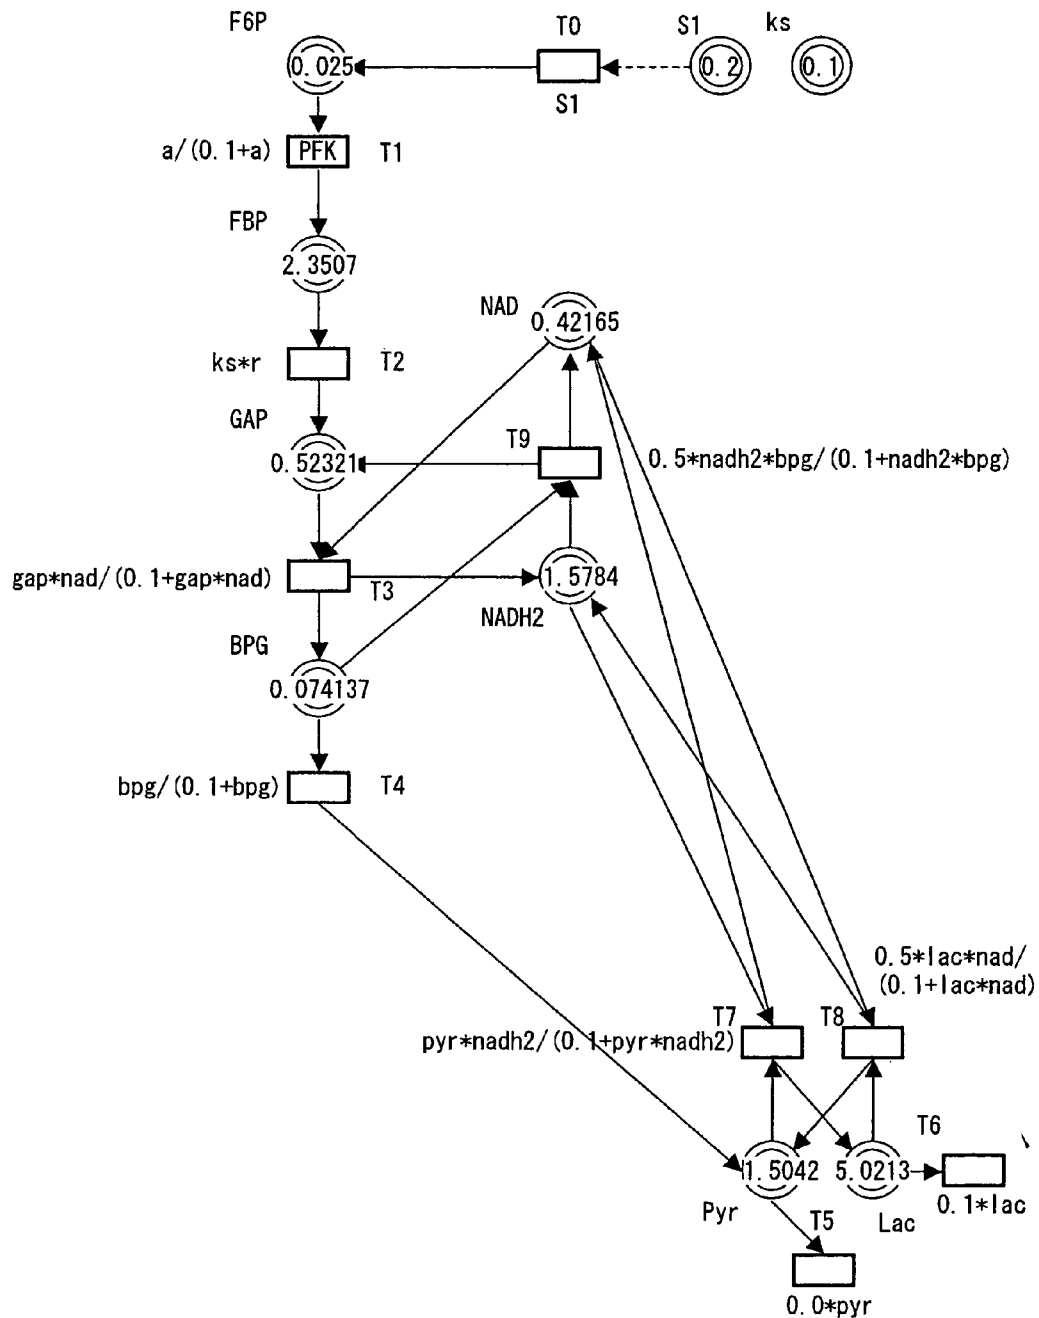 F6P
T0
S1
ks
0.025
0.2
0.1
S1
a/(0.1+a)
PFK
T1
FBP
2.3507
NAD
0.42165
ks*r
T2
GAP
T9
0.52321
0.5*nadh2*bpg/(0.1+nadh2*bpg)
gap*nad/(0.1+gap*nad)
T3
1.5784
NADH2
BPG
0.074137
bpg/(0.1+bpg)
T4
0.5*lac*nad/
(0.1+lac*nad)
T7
T8
pyr*nadh2/(0.1+pyr*nadh2)
T6
1.5042
5.0213
0.1*lac
Pyr
T5
Lac
0.0*pyr